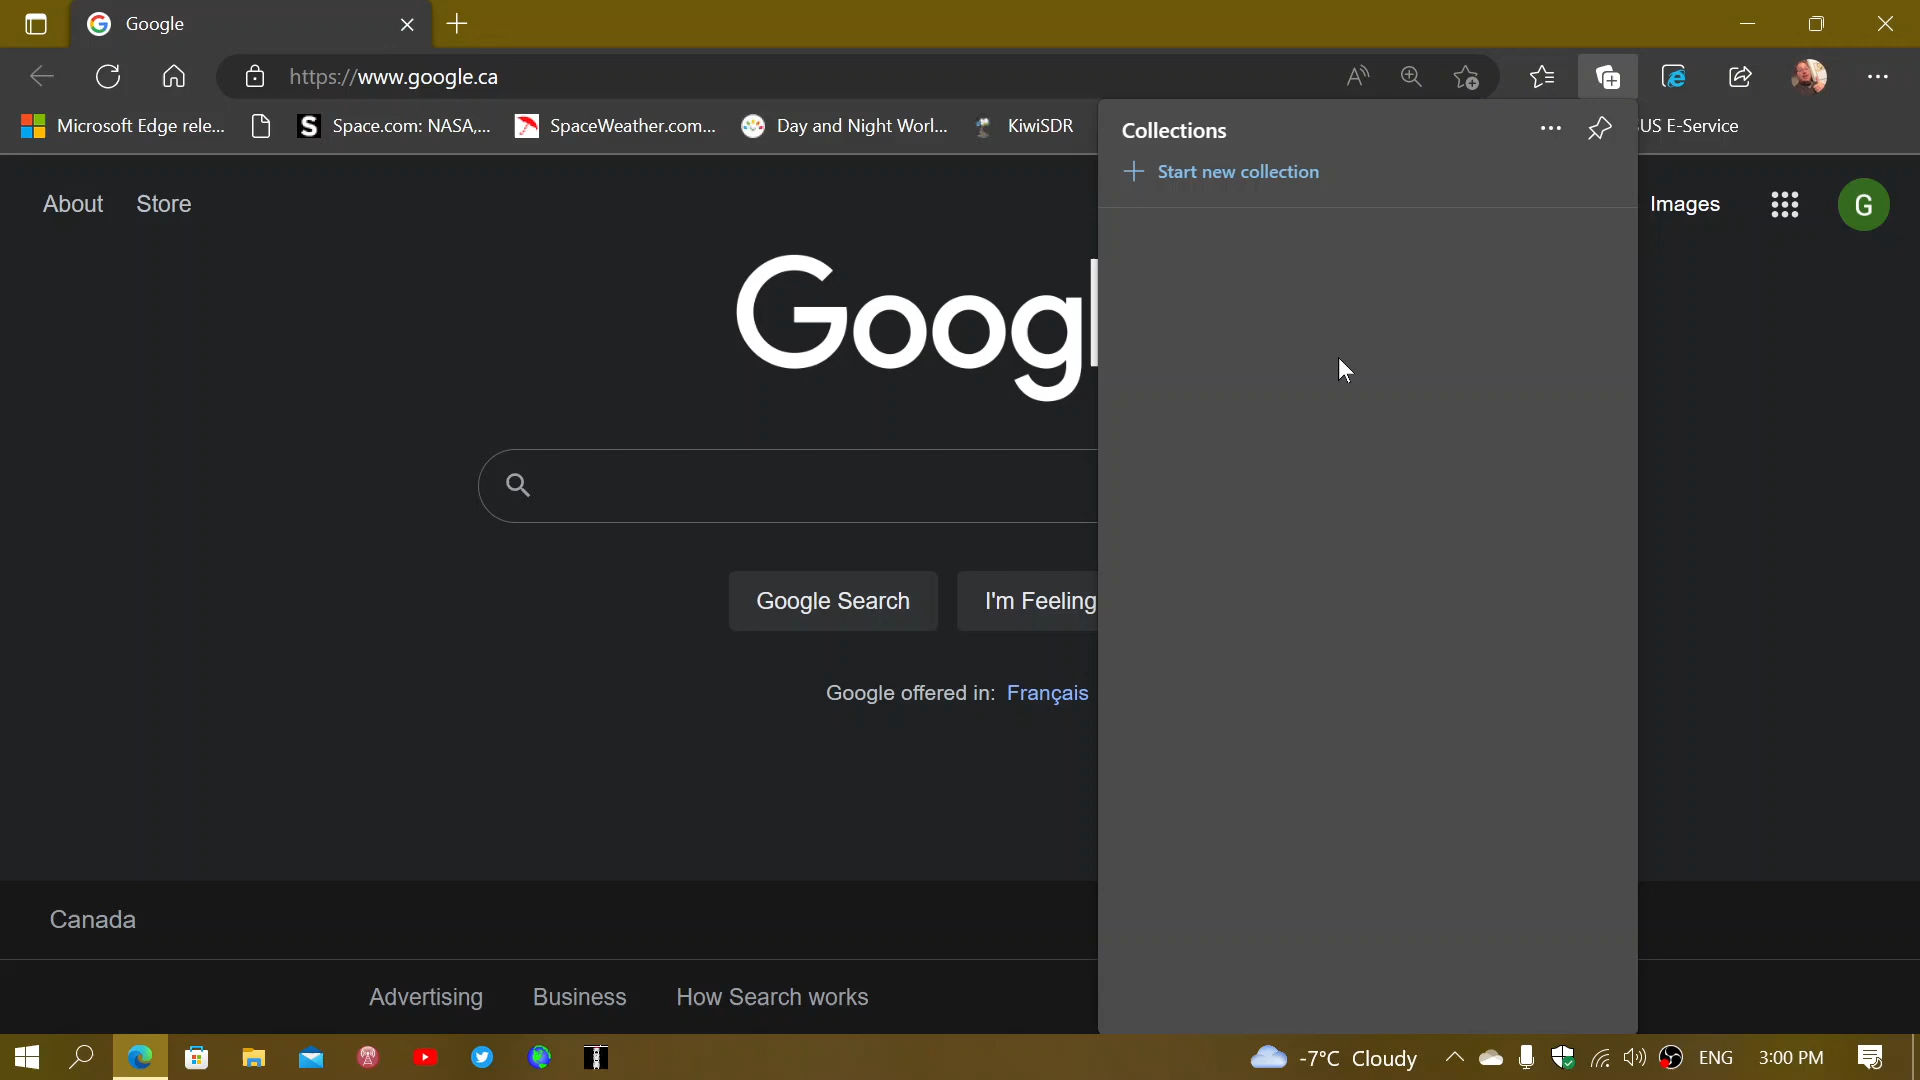 Google
https://www.google.ca
Microsoft Edge rele...
Space.com: NASA,...
SpaceWeather.com...
Day and Night Worl...
KiwiSDR
US E-Service
Collections
Start new collection
About
Store
Images
G
Googl
Google Search
I'm Feeling
Google offered in: Français
Canada
Advertising
Business
How Search works
-7°C Cloudy
ENG
3:00 PM